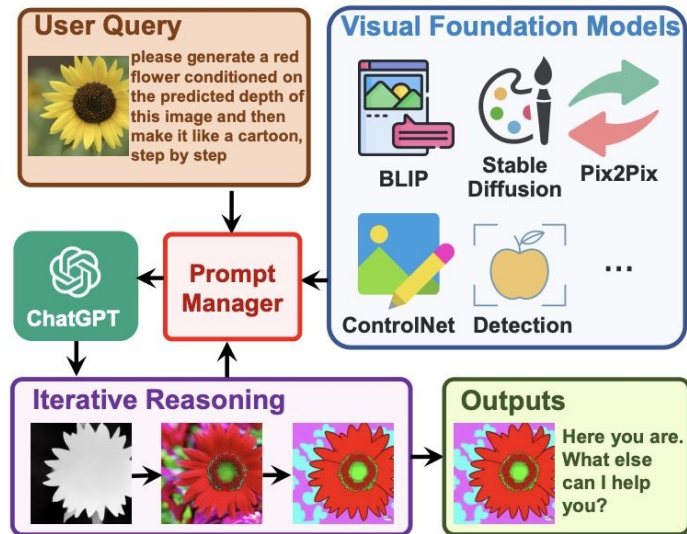 User Query
please generate a red
flower conditioned on
the predicted depth of
this image and then
make it like a cartoon,
step by step
Visual Foundation Models
BLIP
Stable
Diffusion
Pix2Pix
ControlNet
Detection
...
ChatGPT
Prompt
Manager
Iterative Reasoning
Outputs
Here you are.
What else
can I help
you?